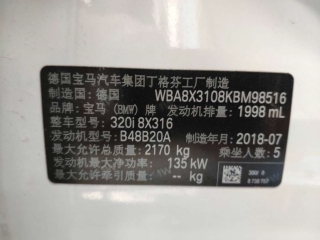 德国宝马汽车集团丁格芬工厂制造
制造国：德国 WBA8X3108KBM98516
品牌：宝马 (BMW) 牌 发动机排量：1998 mL
整车型号：320i 8X316
发动机型号：B48B20A 制造年月：2018-07
最大允许总质量：2170 kg 乘坐人数：5
发动机最大净功率：135 kW
最大允许牵引质量：-- kg